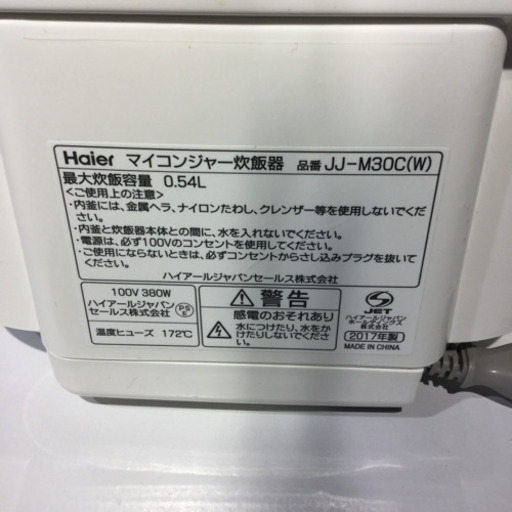 Haier マイコンジャー炊飯器 品番 JJ-M30C(W)
最大炊飯容量 0.54L
<ご使用上の注意>
・内釜には、金属ヘラ、ナイロンたわし、クレンザー等を使用しないでください。
・内釜と炊飯器本体との間に、水を入れないでください。
・電源は、必ず100Vのコンセントを使用してください。
・ご使用にならないときは、必ずコンセントからさし込みプラグを抜いてください。
ハイアールジャパンセールス株式会社
100V 380W
ハイアールジャパン
セールス株式会社
PS
E
温度ヒューズ 172℃
警告
感電のおそれあり
水につけたり、水をかけたりしないでください
JET
ハイアールジャパン
ホールディングス
株式会社
2017年製
MADE IN CHINA